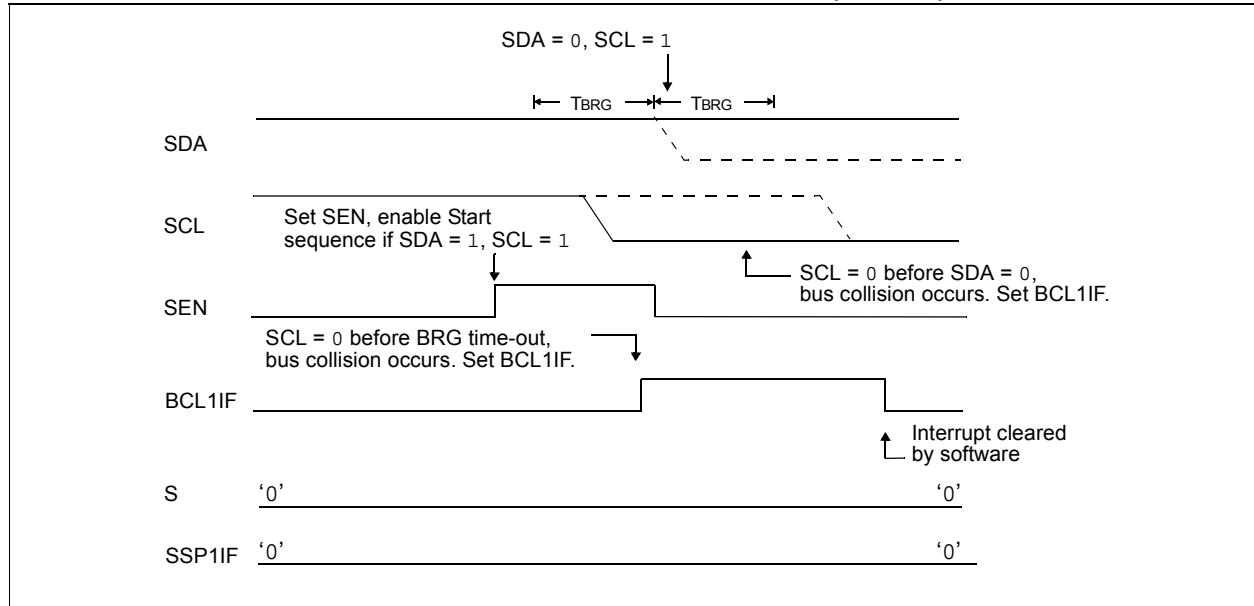 SDA = 0, SCL = 1
TBRG TBRG
SDA
SCL
Set SEN, enable Start
sequence if SDA = 1, SCL = 1
SCL = 0 before SDA = 0,
bus collision occurs. Set BCL1IF.
SEN
SCL = 0 before BRG time-out,
bus collision occurs. Set BCL1IF.
BCL1IF
Interrupt cleared
by software
S ‘0’ ‘0’
SSP1IF ‘0’ ‘0’